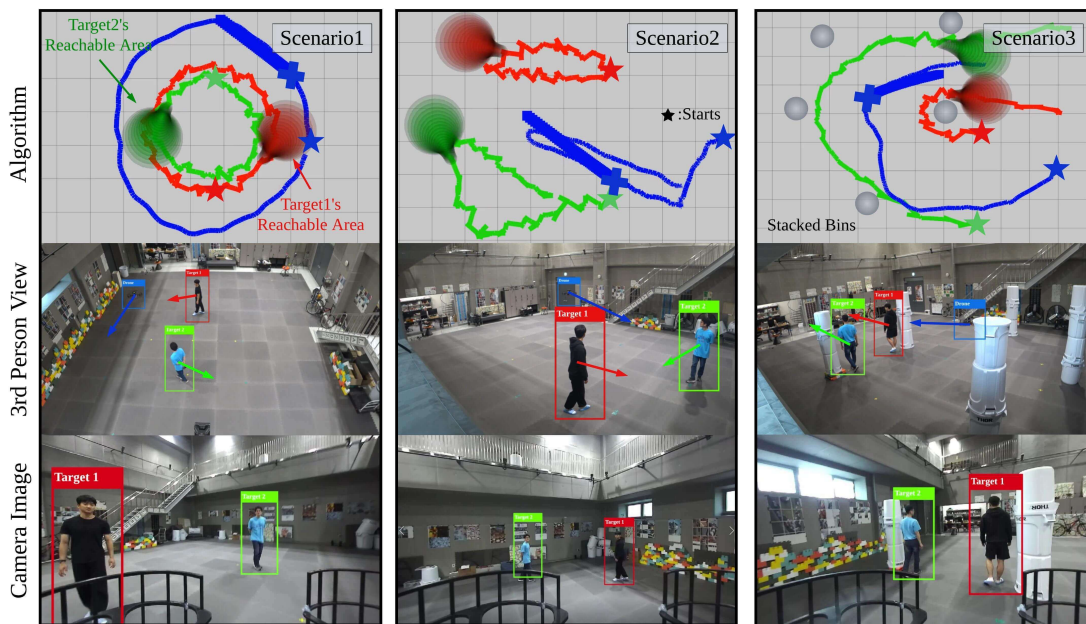 Algorithm
Target2's
Reachable Area
Scenario1
Target1's
Reachable Area
Scenario2
★:Starts
Scenario3
Stacked Bins
3rd Person View
Drone
Target 1
Target 2
Drone
Target 1
Target 2
Target 1
Drone
THOR
Camera Image
Target 1
Target 2
Target 2
Target 1
Target 2
Target 1
THOR